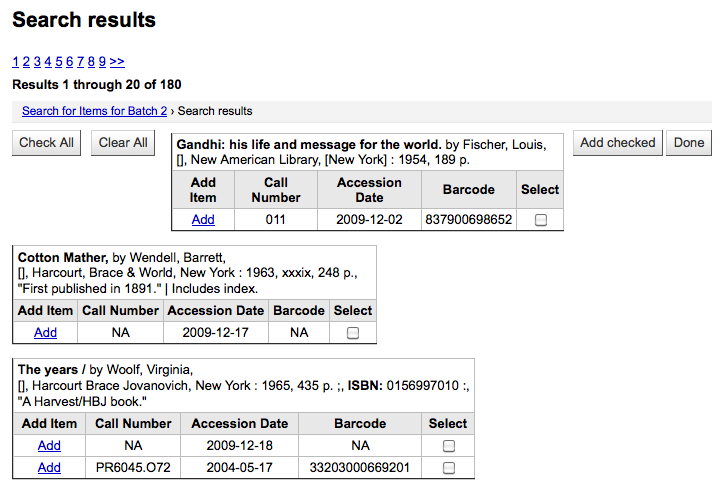 Search results
1 2 3 4 5 6 7 8 9 >>
Results 1 through 20 of 180
Search for Items for Batch 2 › Search results
Check All Clear All
Gandhi: his life and message for the world. by Fischer, Louis,
[], New American Library, [New York] : 1954, 189 p.
Add Item Call Number Accession Date Barcode Select
Add 011 2009-12-02 837900698652
Add checked Done
Cotton Mather, by Wendell, Barrett,
[], Harcourt, Brace & World, New York : 1963, xxxix, 248 p.,
"First published in 1891." | Includes index.
Add Item Call Number Accession Date Barcode Select
Add NA 2009-12-17 NA
The years / by Woolf, Virginia,
[], Harcourt Brace Jovanovich, New York : 1965, 435 p. ;, ISBN: 0156997010 :,
"A Harvest/HBJ book."
Add Item Call Number Accession Date Barcode Select
Add NA 2009-12-18 NA
Add PR6045.O72 2004-05-17 33203000669201